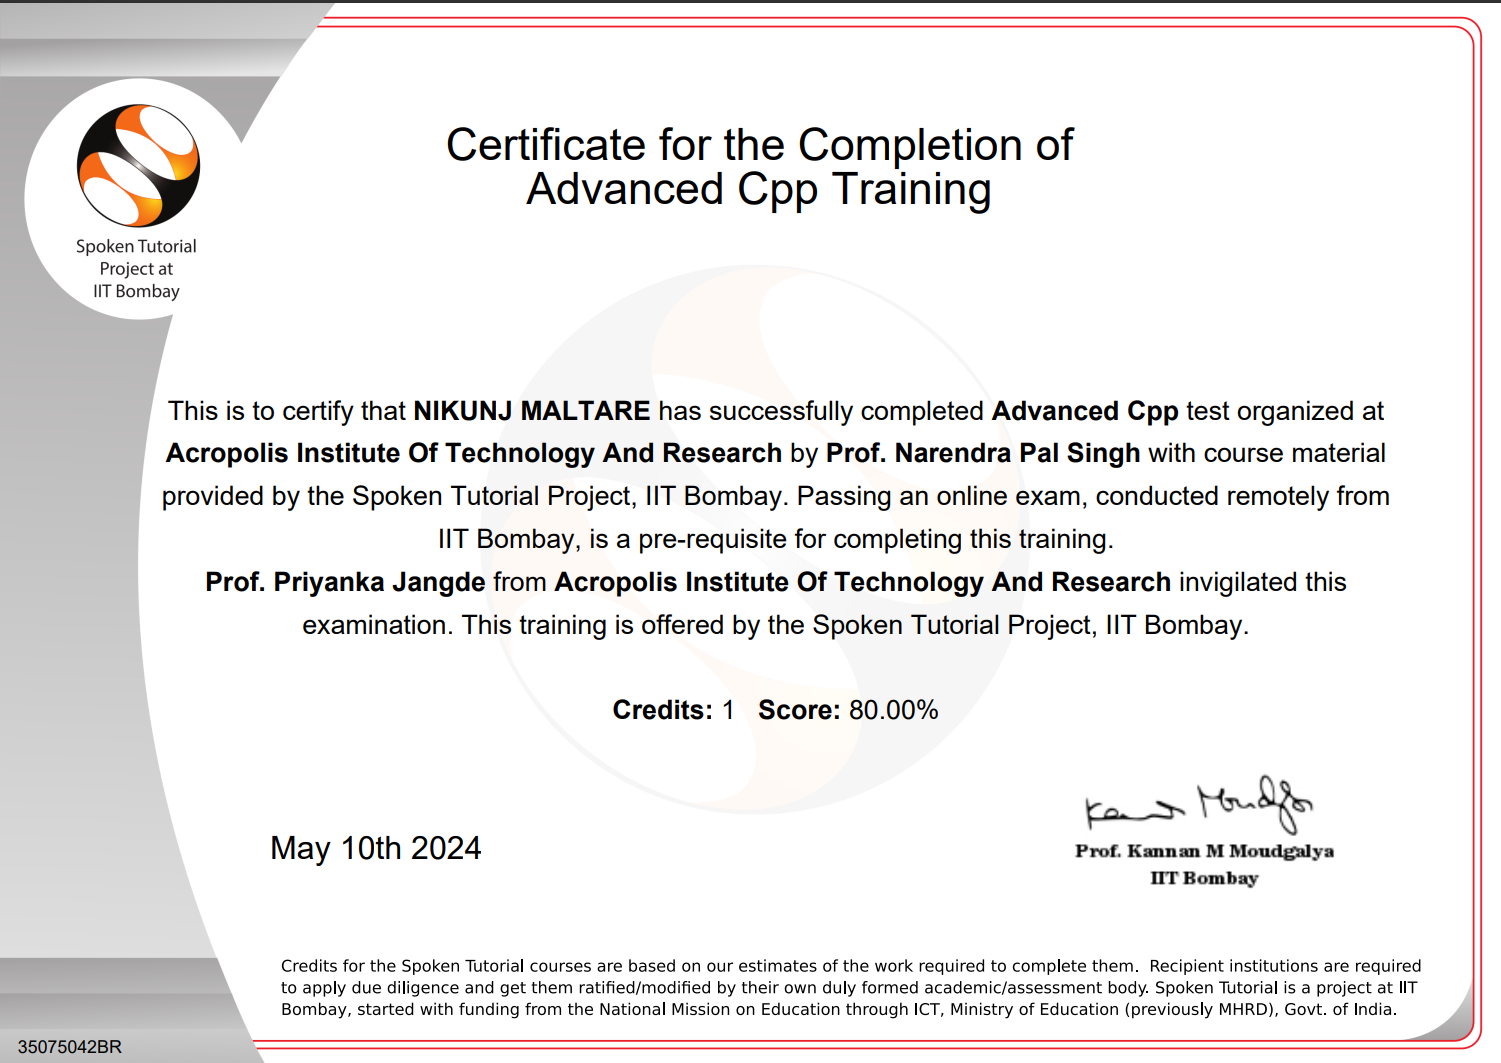 Certificate for the Completion of
Advanced Cpp Training
Spoken Tutorial
Project at
IIT Bombay
This is to certify that NIKUNJ MALTARE has successfully completed Advanced Cpp test organized at
Acropolis Institute Of Technology And Research by Prof. Narendra Pal Singh with course material
provided by the Spoken Tutorial Project, IIT Bombay. Passing an online exam, conducted remotely from
IIT Bombay, is a pre-requisite for completing this training.
Prof. Priyanka Jangde from Acropolis Institute Of Technology And Research invigilated this
examination. This training is offered by the Spoken Tutorial Project, IIT Bombay.
Credits: 1 Score: 80.00%
May 10th 2024
Prof. Kannan M Moudgalya
IIT Bombay
Credits for the Spoken Tutorial courses are based on our estimates of the work required to complete them. Recipient institutions are required
to apply due diligence and get them ratified/modified by their own duly formed academic/assessment body. Spoken Tutorial is a project at IIT
Bombay, started with funding from the National Mission on Education through ICT, Ministry of Education (previously MHRD), Govt. of India.
35075042BR